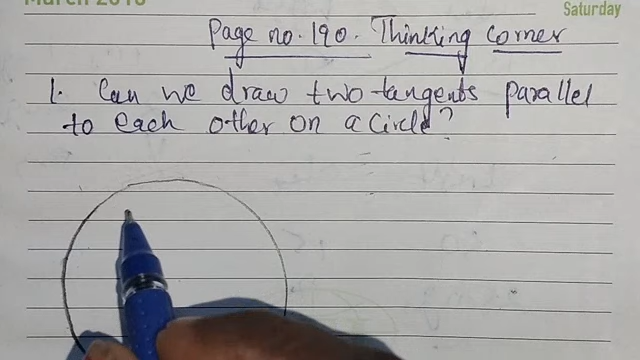 March 2018
Saturday
Page no. 190. Thinking Corner
1. Can we draw two tangents parallel
to each other on a circle?